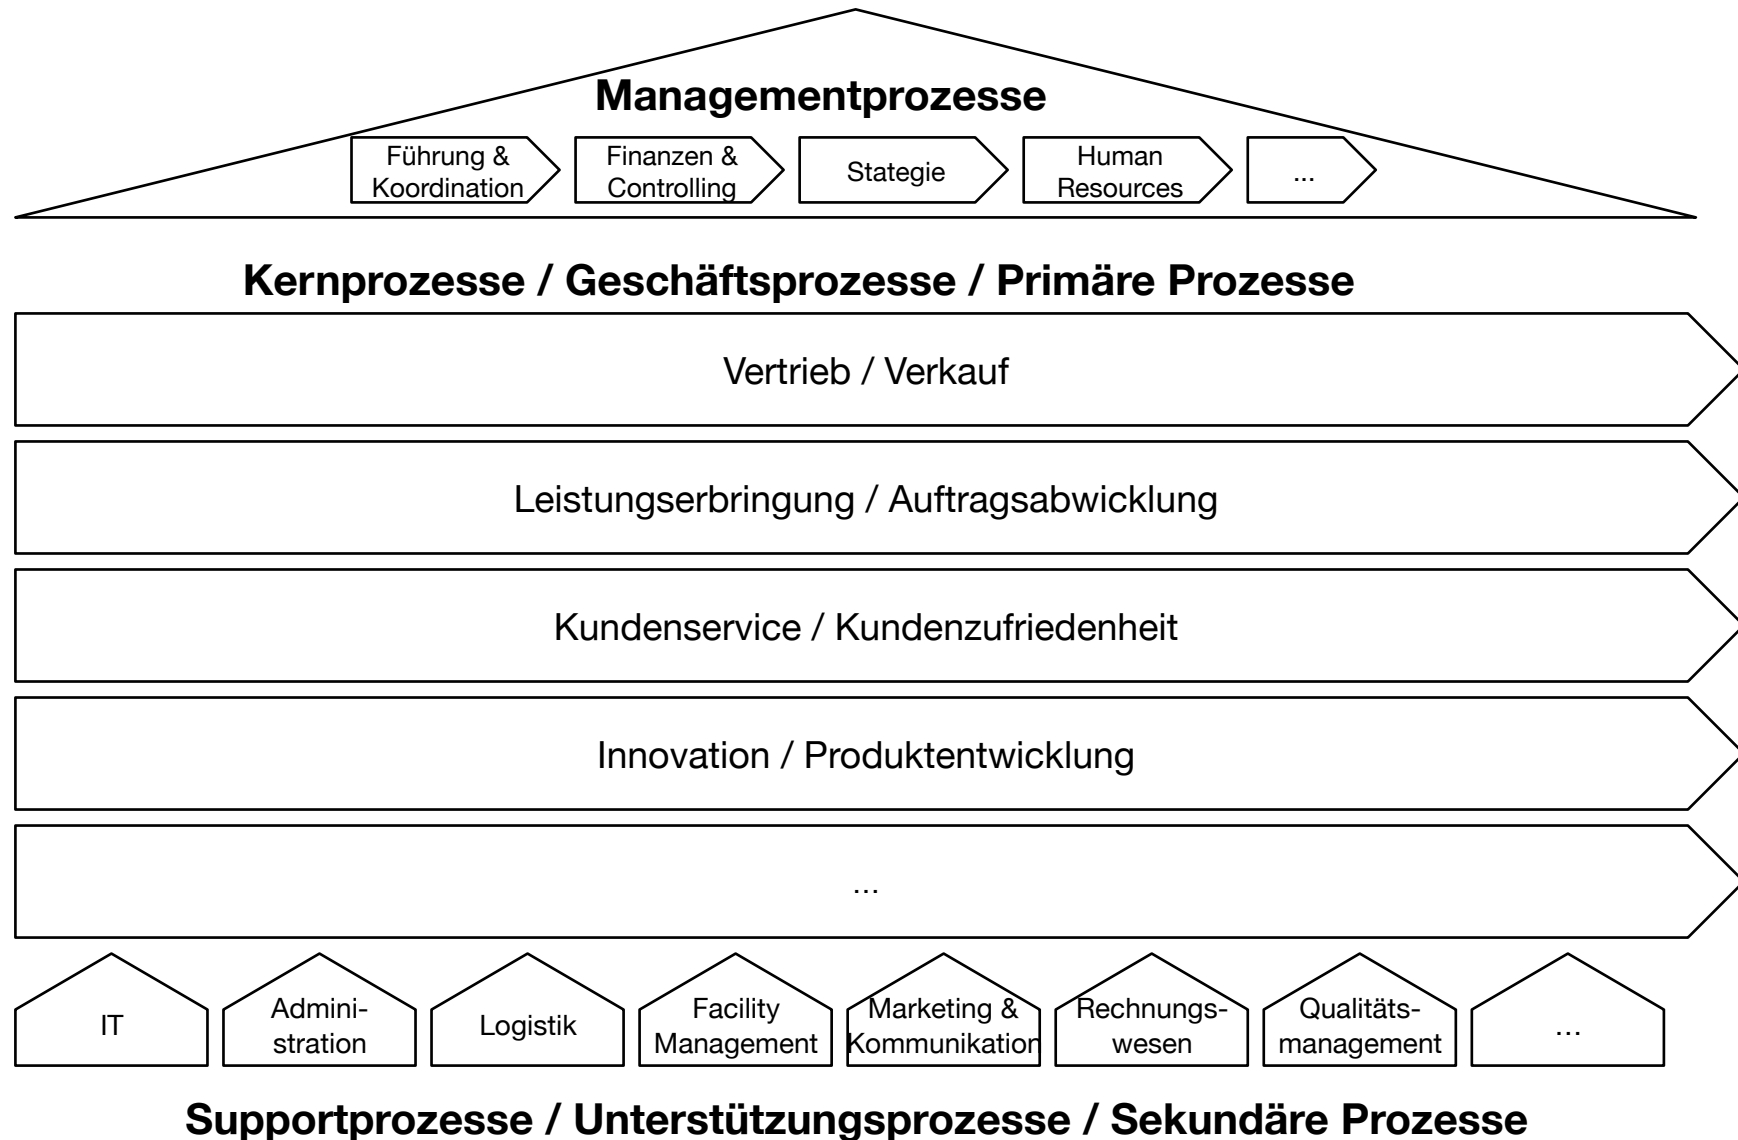 Managementprozesse
Führung &
Koordination
Finanzen &
Controlling
Stategie
Human
Resources
...
Kernprozesse / Geschäftsprozesse / Primäre Prozesse
Vertrieb / Verkauf
Leistungserbringung / Auftragsabwicklung
Kundenservice / Kundenzufriedenheit
Innovation / Produktentwicklung
...
IT
Admini-
stration
Logistik
Facility
Management
Marketing &
Kommunikation
Rechnungs-
wesen
Qualitäts-
management
...
Supportprozesse / Unterstützungsprozesse / Sekundäre Prozesse